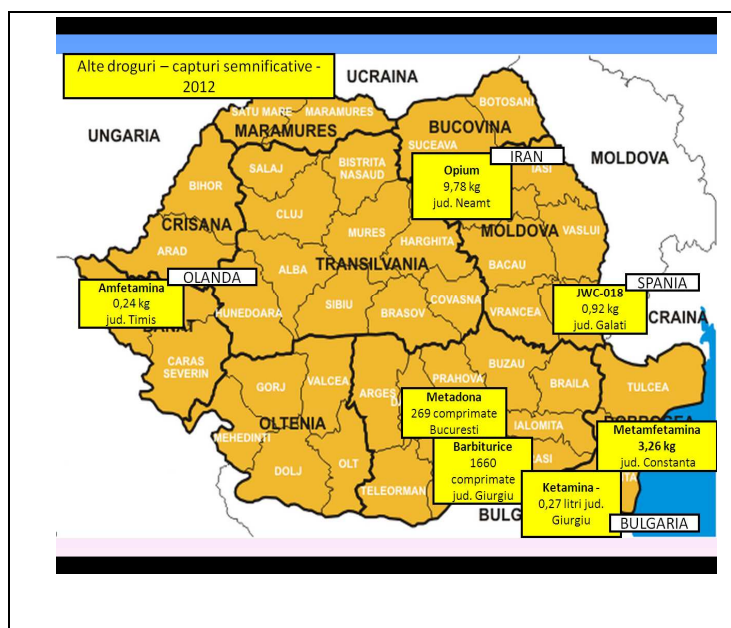 Alte droguri – capturi semnificative -
2012
UCRAINA
UNGARIA
MOLDOVA
SATU MARE
MARAMURES
MARAMURES
BOTOSANI
BUCOVINA
SUCEAVA
IRAN
IASI
Opium
9,78 kg
jud. Neamt
SALAJ
BISTRITA
NASAUD
BIHOR
CRISANA
CLUJ
MURES
HARGHITA
MOLDOVA
VASLUI
ARAD
ALBA
TRANSILVANIA
BACAU
OLANDA
SPANIA
Amfetamina
0,24 kg
jud. Timis
HUNEDOARA
SIBIU
BRASOV
COVASNA
VRANCEA
JWC-018
0,92 kg
jud. Galati
CRAINA
CARAS
SEVERIN
GORJ
VALCEA
ARGES
PRAHOVA
BUZAU
BRAILA
TULCEA
OLTENIA
Metadona
269 comprimate
Bucuresti
IALOMITA
MEHEDINTI
DOLJ
OLT
TELEORMAN
Barbiturice
1660
comprimate
jud. Giurgiu
Metamfetamina
3,26 kg
jud. Constanta
Ketamina -
0,27 litri jud.
Giurgiu
BULG
BULGARIA